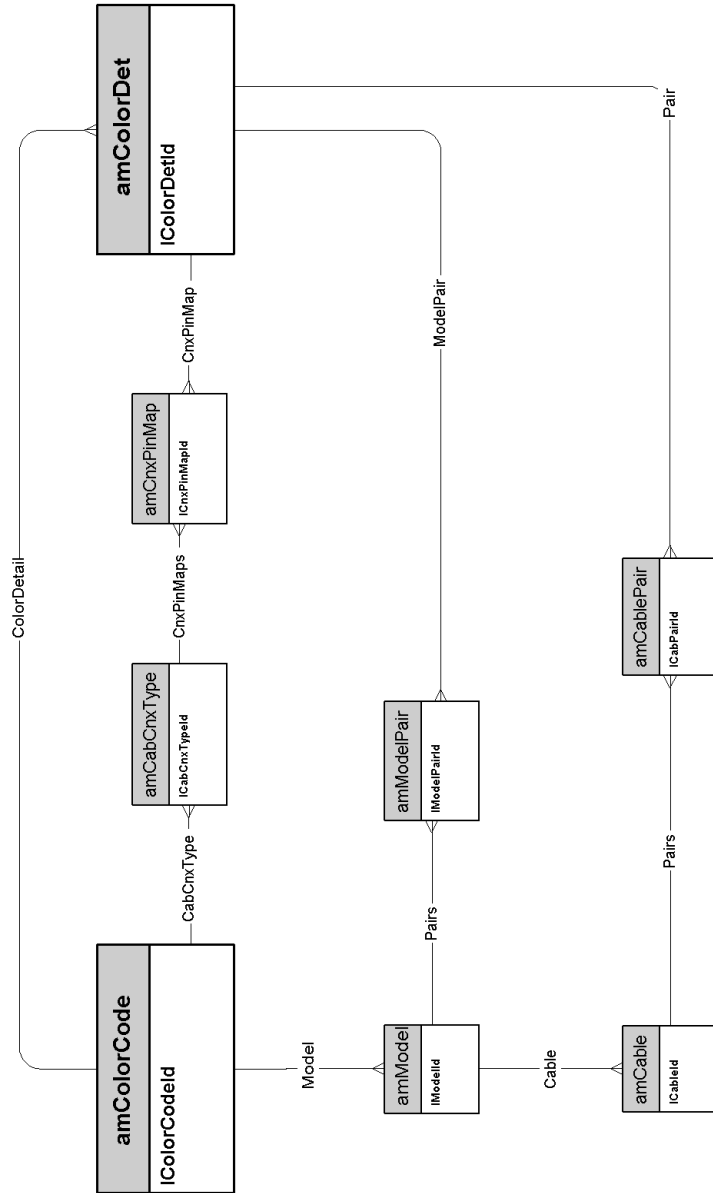 ColorDetail
amColorCode
lColorCodeId
CabCnxType
amCabCnxType
lCabCnxTypeId
CnxPinMaps
amCnxPinMap
lCnxPinMapId
CnxPinMap
amColorDet
lColorDetId
Model
amModel
lModelId
Pairs
amModelPair
lModelPairId
ModelPair
Cable
amCable
lCableId
Pairs
amCablePair
lCabPairId
Pair